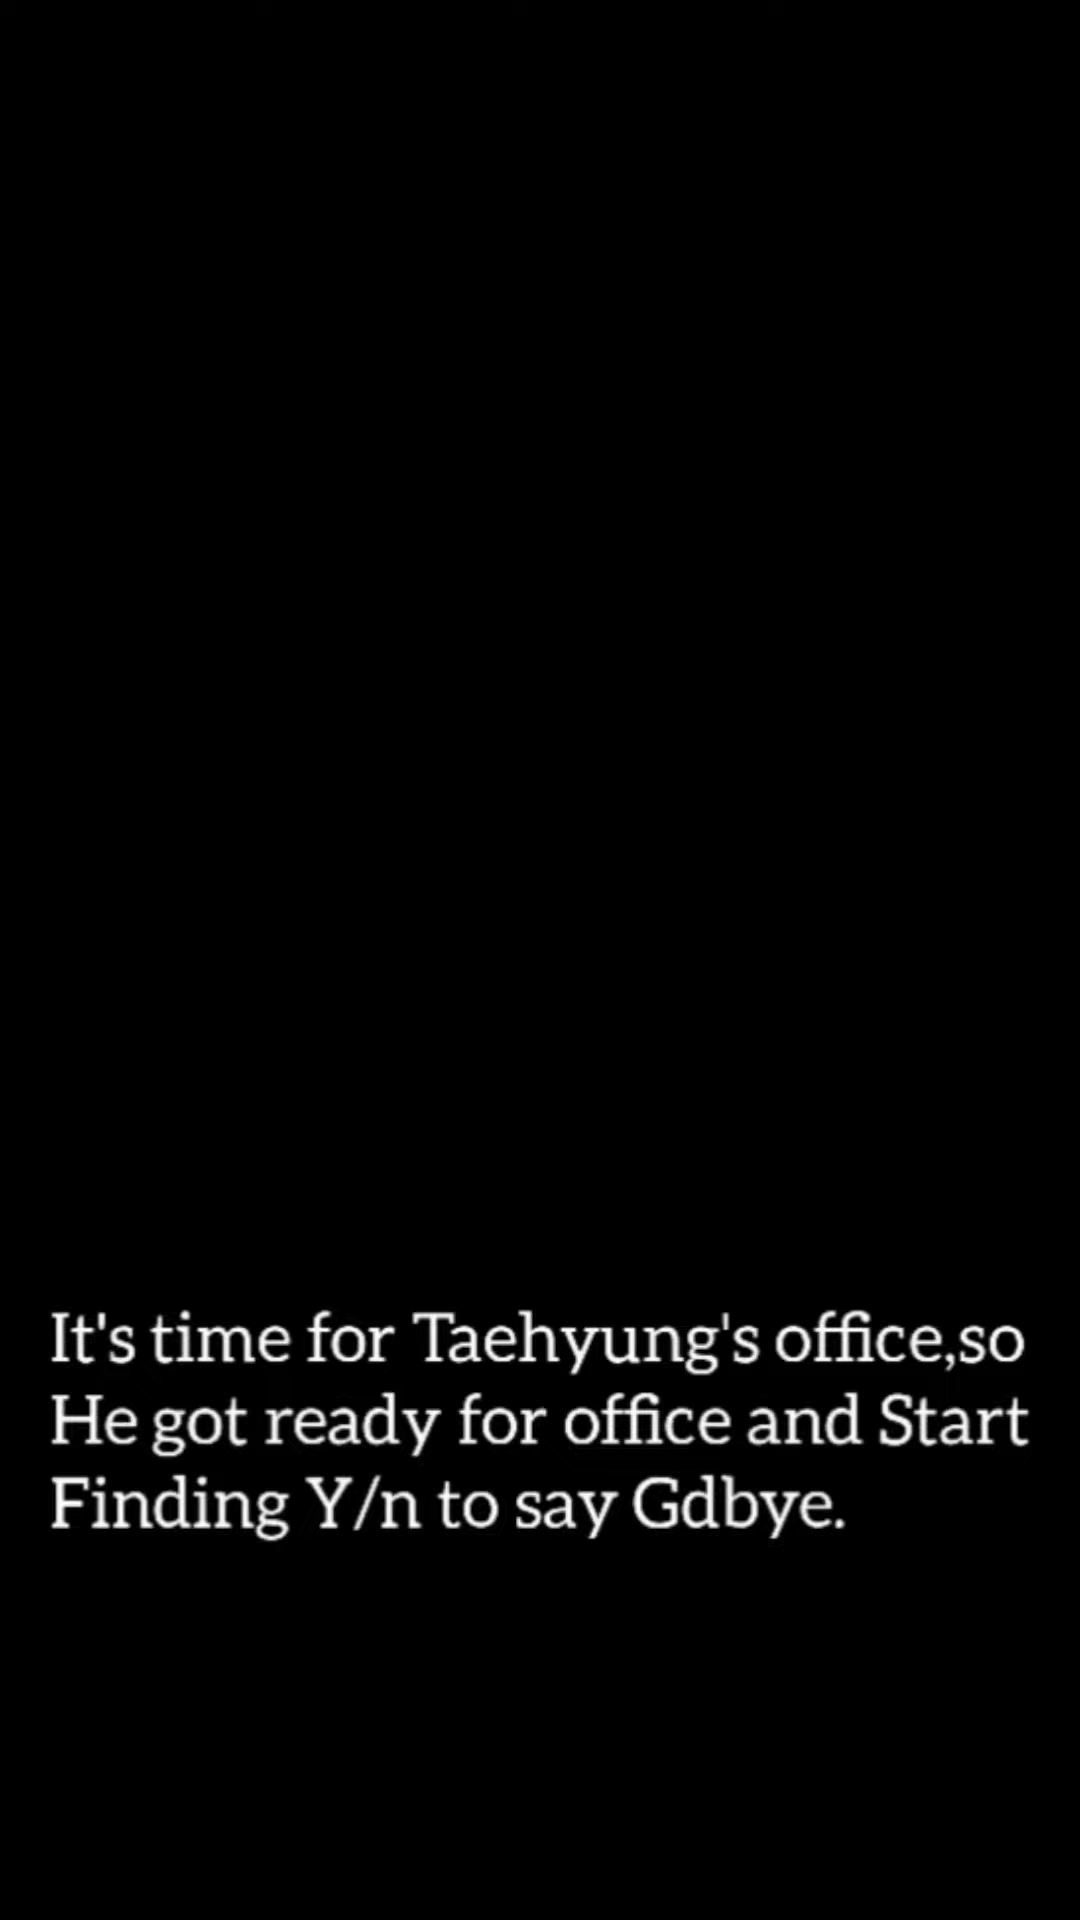 It's time for Taehyung's office,so
He got ready for office and Start
Finding Y/n to say Gdbye.